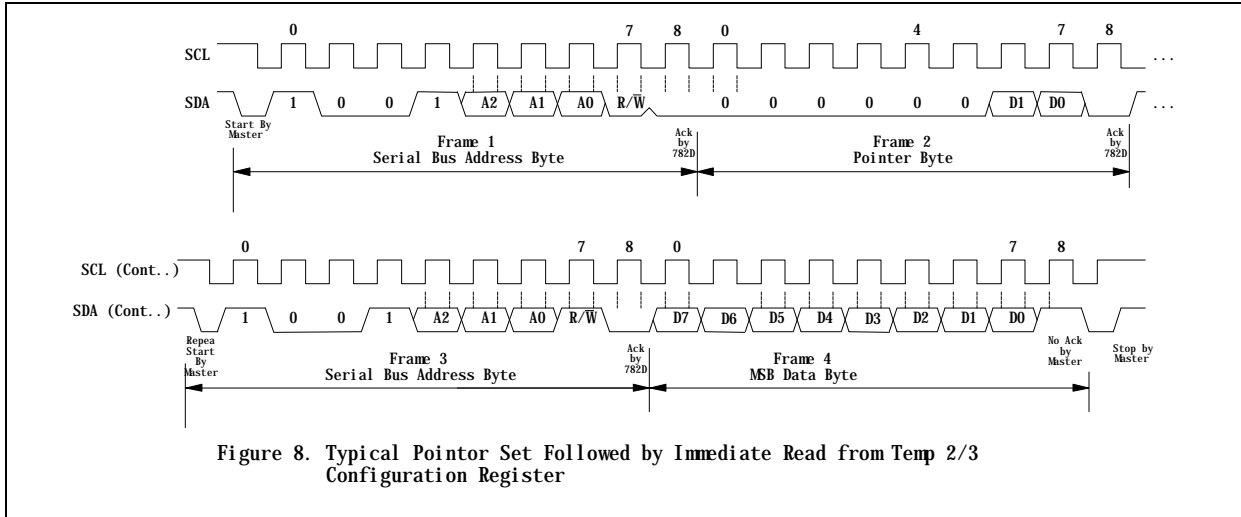 0 7 8 0 4 7 8
SCL ...
SDA 1 0 0 1 A2 A1 A0 R/W̅ 0 0 0 0 0 0 D1 D0 ...
Start By
Master
Frame 1
Serial Bus Address Byte
Ack
by
782D
Frame 2
Pointer Byte
Ack
by
782D
0 7 8 0 7 8
SCL (Cont..)
SDA (Cont..) 1 0 0 1 A2 A1 A0 R/W̅ D7 D6 D5 D4 D3 D2 D1 D0
Repea
Start
By
Master
Frame 3
Serial Bus Address Byte
Ack
by
782D
Frame 4
MSB Data Byte
No Ack
by
Master
Stop by
Master
Figure 8. Typical Pointor Set Followed by Immediate Read from Temp 2/3
Configuration Register